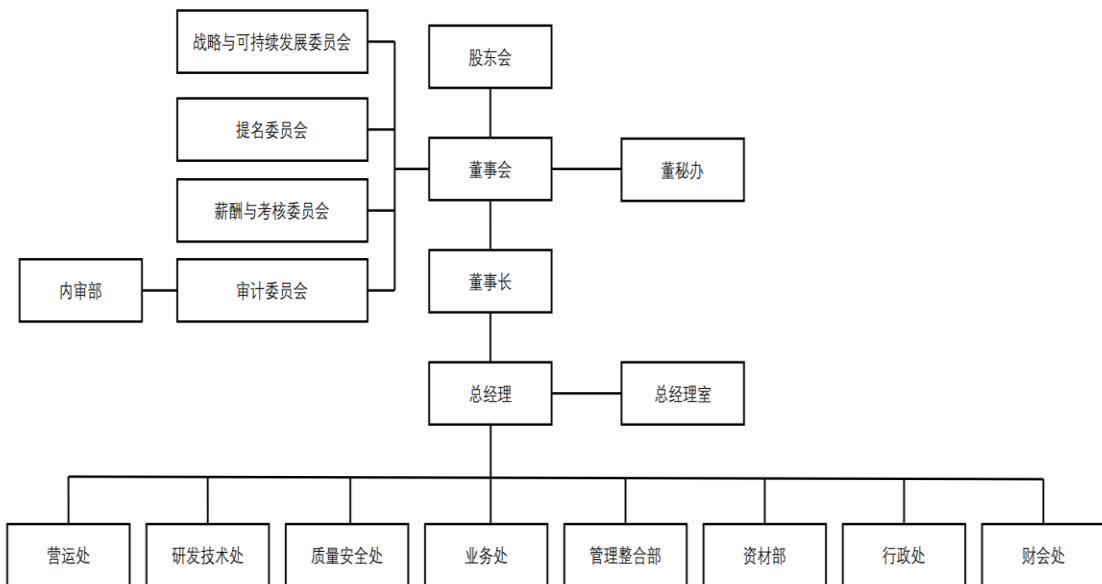 战略与可持续发展委员会
股东会
提名委员会
董事会
董秘办
薪酬与考核委员会
董事长
内审部
审计委员会
总经理
总经理室
营运处
研发技术处
质量安全处
业务处
管理整合部
资材部
行政处
财会处